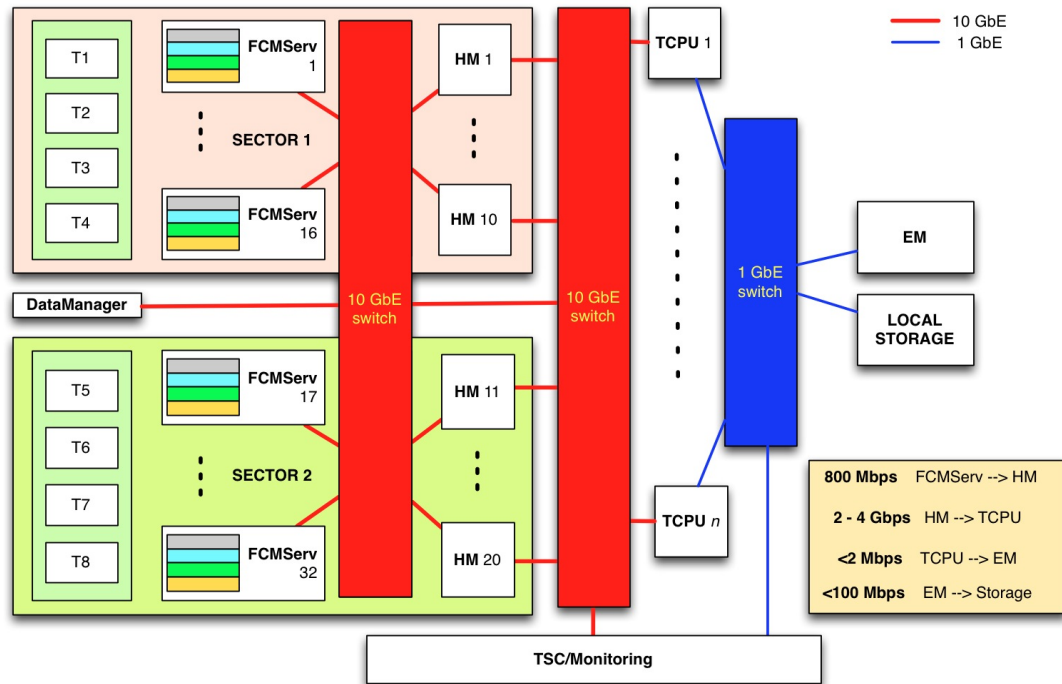 T1
T2
T3
T4
FCMServ
1
SECTOR 1
FCMServ
16
HM 1
HM 10
DataManager
10 GbE
switch
10 GbE
switch
T5
T6
T7
T8
FCMServ
17
SECTOR 2
FCMServ
32
HM 11
HM 20
TCPU 1
TCPU n
1 GbE
switch
10 GbE
1 GbE
EM
LOCAL
STORAGE
800 Mbps FCMServ --> HM
2 - 4 Gbps HM --> TCPU
<2 Mbps TCPU --> EM
<100 Mbps EM --> Storage
TSC/Monitoring